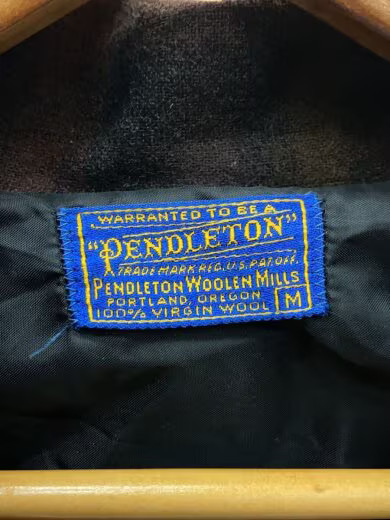 WARRANTED TO BE A
"PENDLETON"
A TRADE MARK REG. U.S. PAT. OFF.
PENDLETON WOOLEN MILLS
PORTLAND, OREGON
100% VIRGIN WOOL M